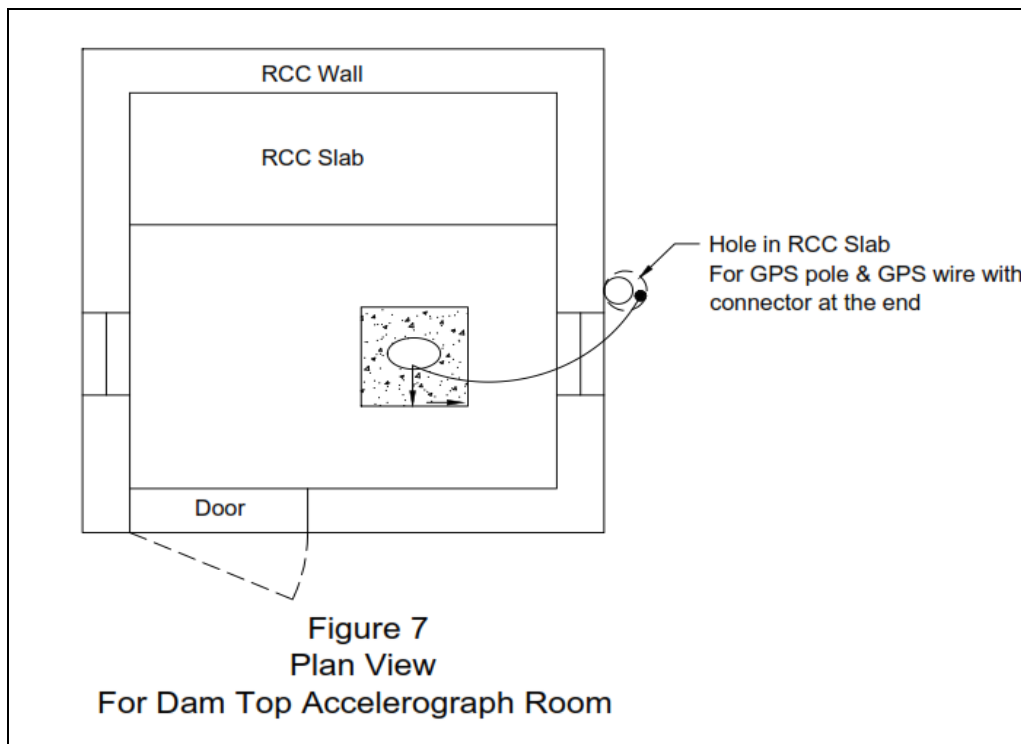 RCC Wall
RCC Slab
Hole in RCC Slab
For GPS pole & GPS wire with
connector at the end
Door
Figure 7
Plan View
For Dam Top Accelerograph Room